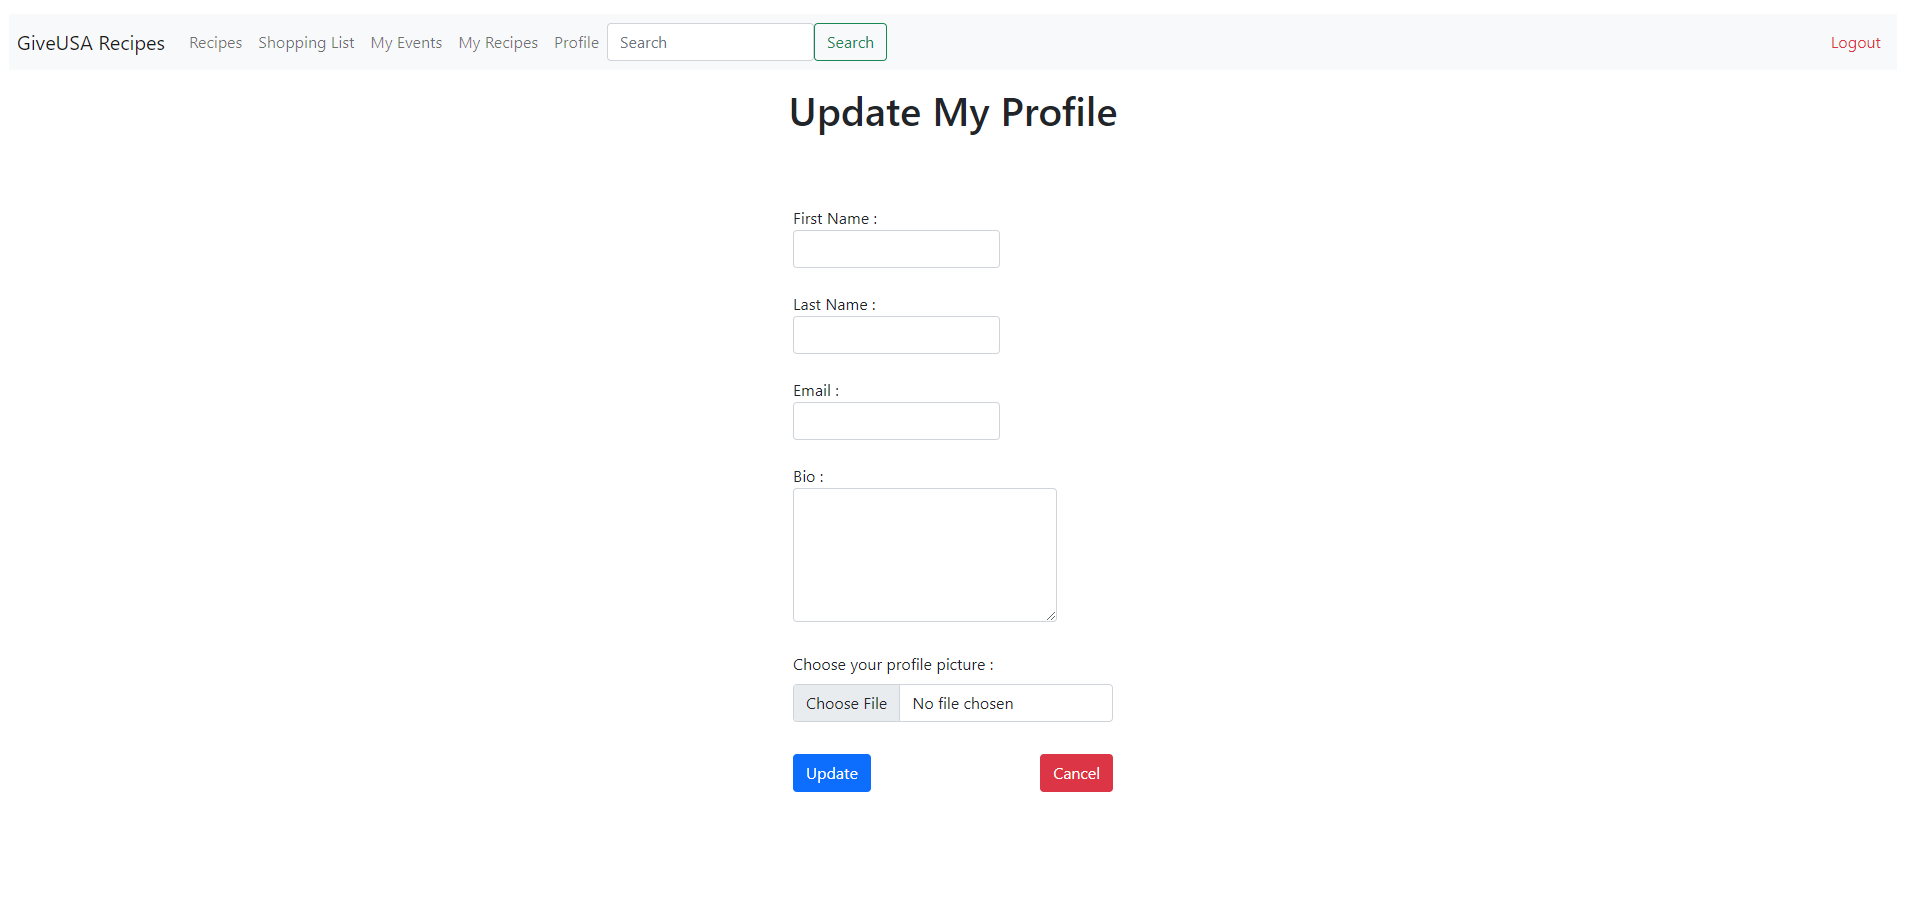 GiveUSA Recipes Recipes Shopping List My Events My Recipes Profile Search Search Logout
Update My Profile
First Name :
Last Name :
Email :
Bio :
Choose your profile picture :
Choose File No file chosen
Update Cancel